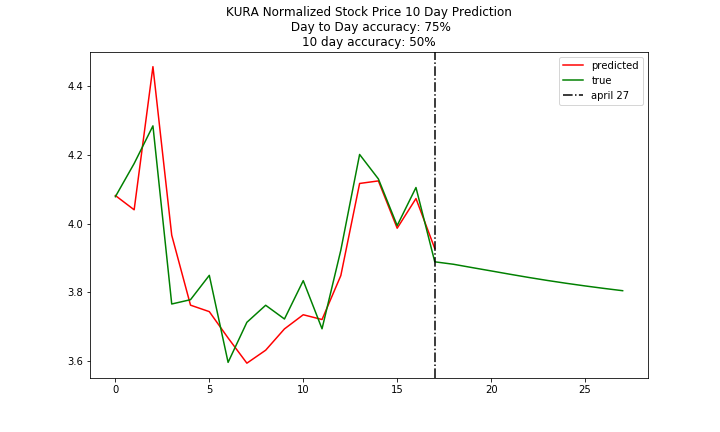 KURA Normalized Stock Price 10 Day Prediction
Day to Day accuracy: 75%
10 day accuracy: 50%
predicted
true
april 27
4.4
4.2
4.0
3.8
3.6
0 5 10 15 20 25